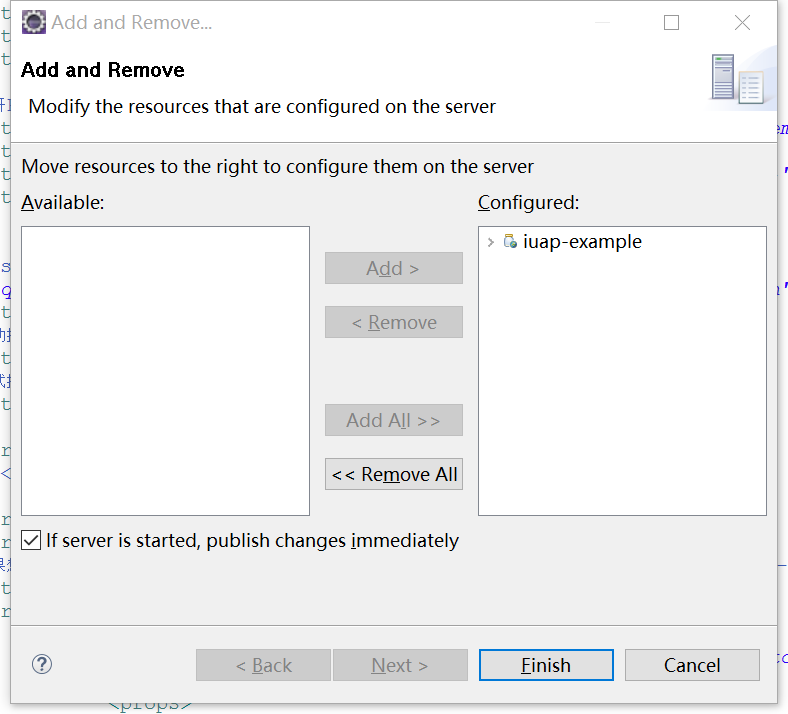 Add and Remove...
Add and Remove
Modify the resources that are configured on the server
Move resources to the right to configure them on the server
Available:
Configured:
iuap-example
Add >
< Remove
Add All >>
<< Remove All
If server is started, publish changes immediately
< Back
Next >
Finish
Cancel
<props>